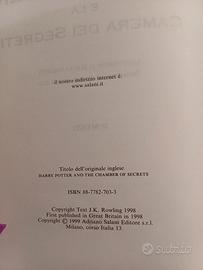 E LA
CAMERA DEI SEGRETI
il nostro indirizzo internet è:
www.salani.it
Titolo dell'originale inglese
HARRY POTTER AND THE CHAMBER OF SECRETS
ISBN 88-7782-703-3
Copyright Text J.K. Rowling 1998
First published in Great Britain in 1998
Copyright © 1999 Adriano Salani Editore s.r.l.
Milano, corso Italia 13
subito